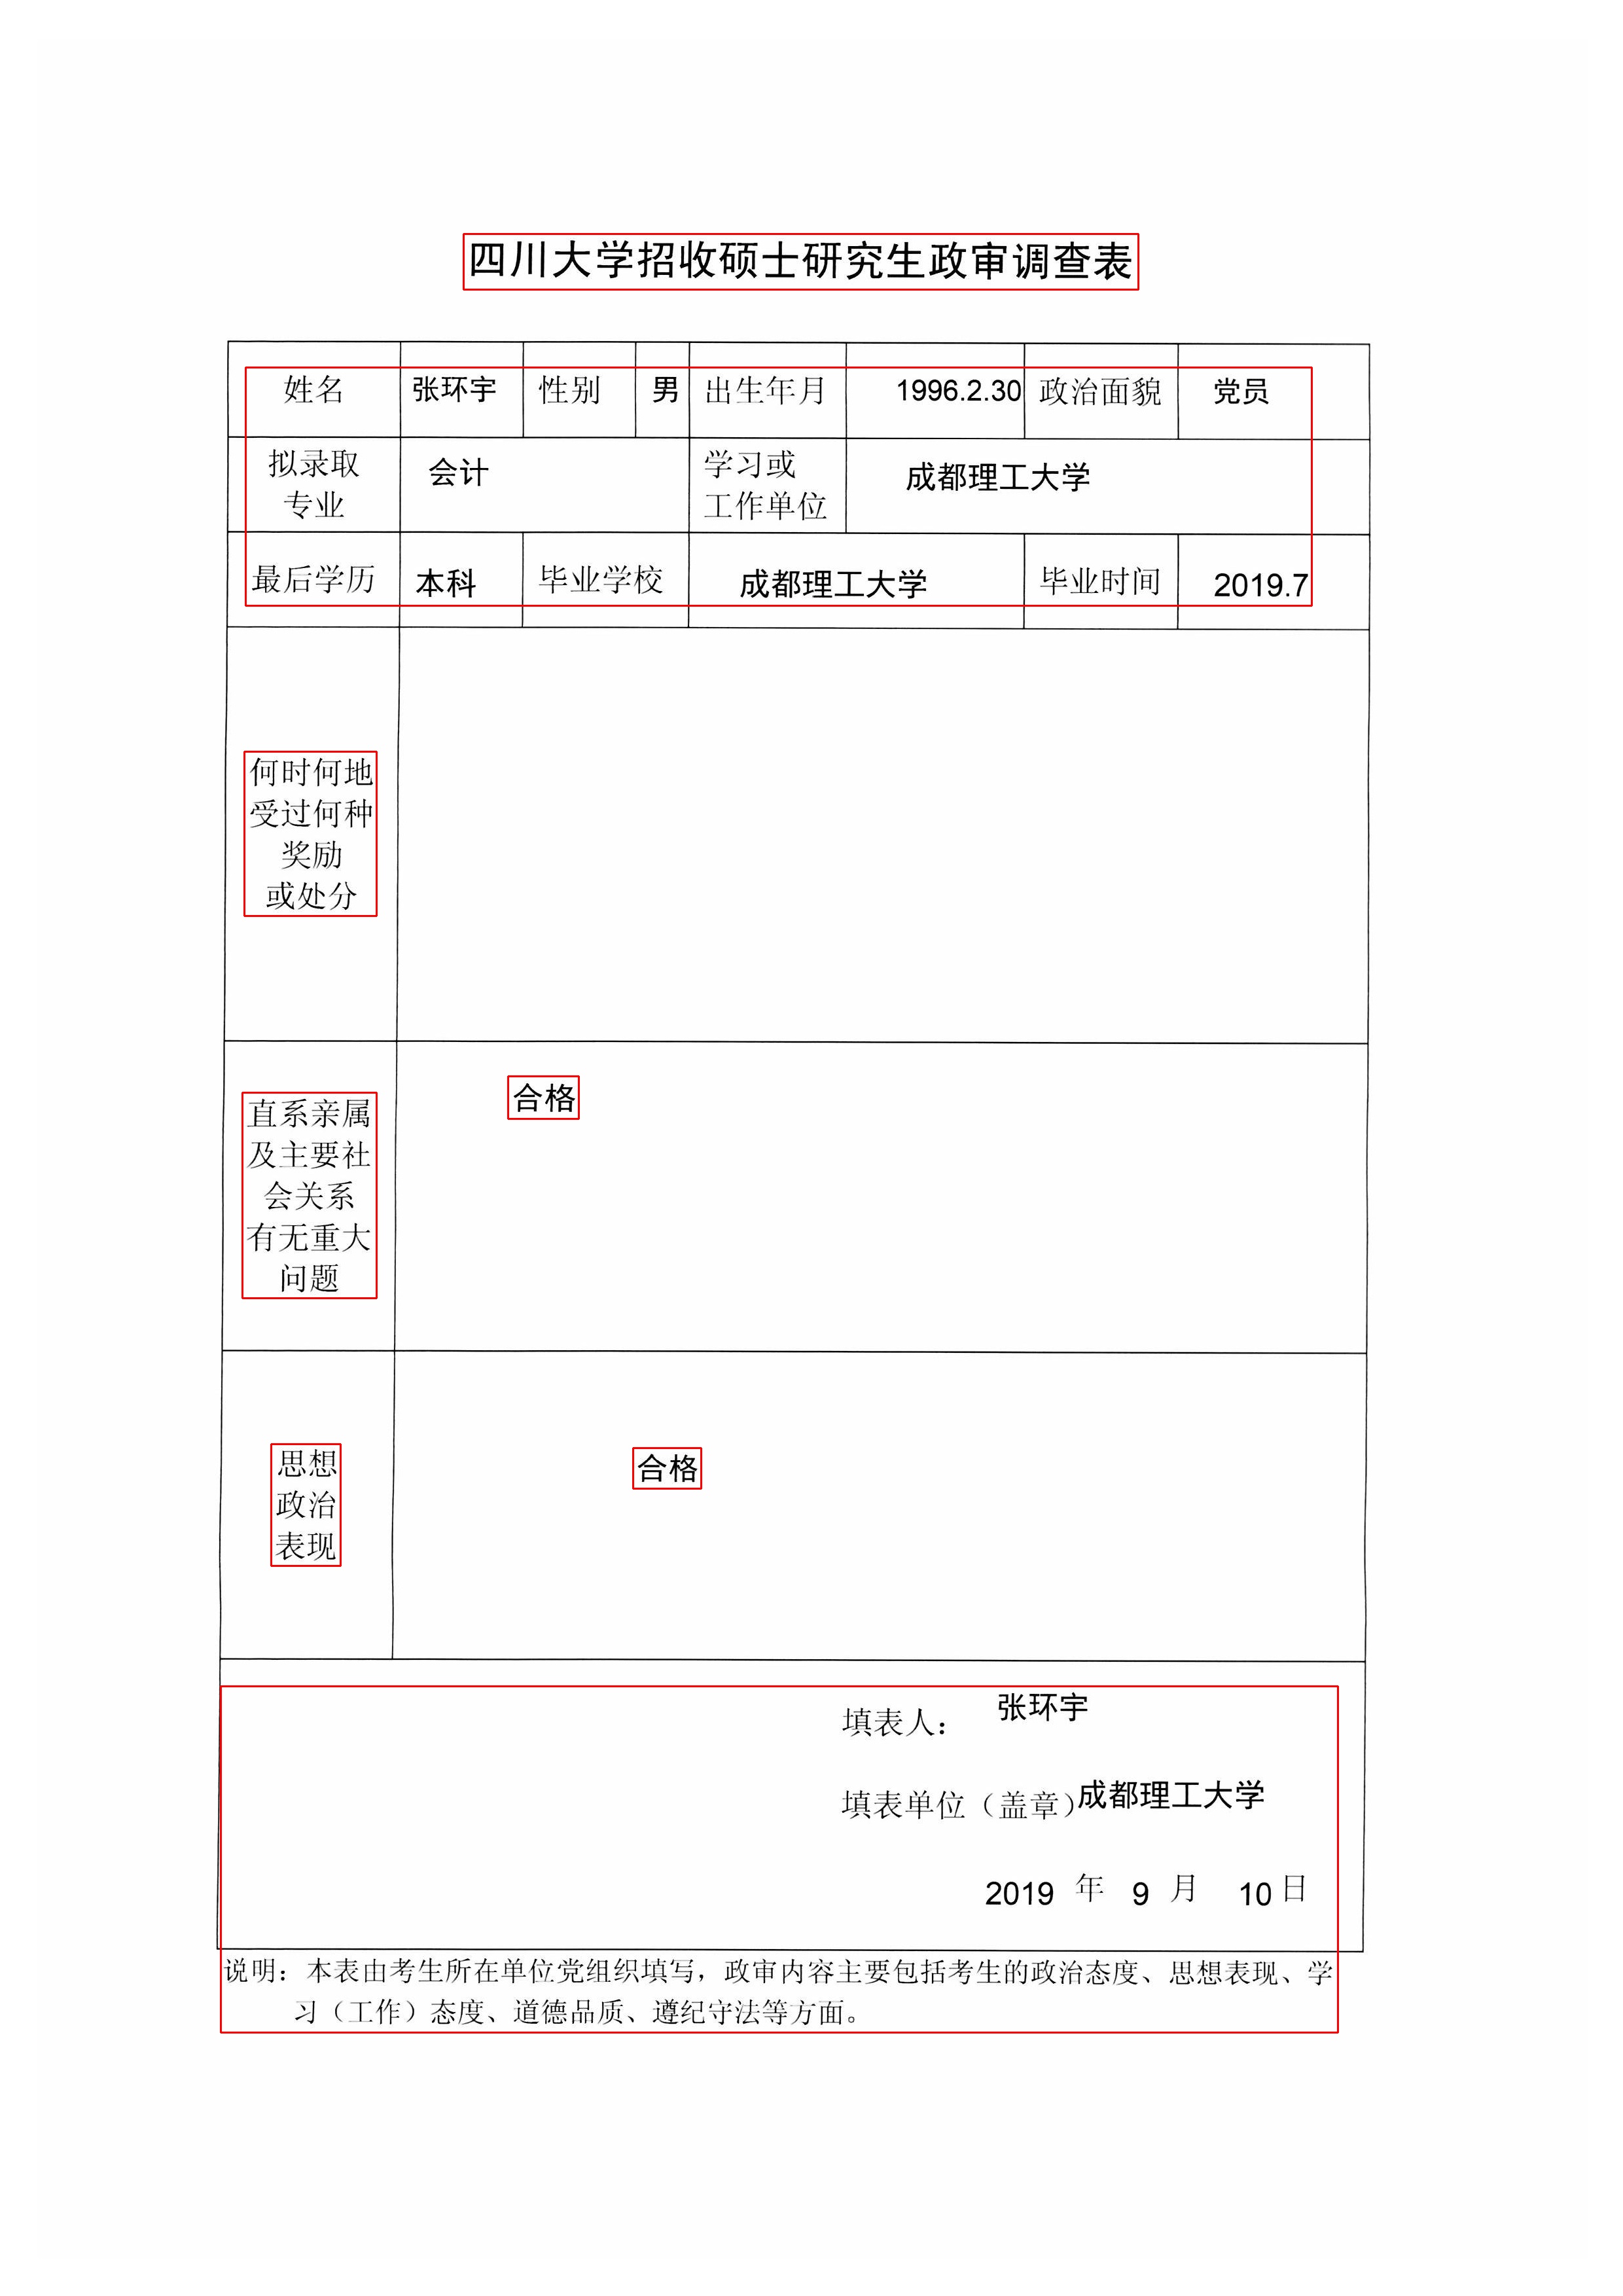 四川大学招收硕士研究生政审调查表
姓名 张环宇 性别 男 出生年月 1996.2.30 政治面貌 党员
拟录取
专业
会计
学习或
工作单位
成都理工大学
最后学历 本科 毕业学校 成都理工大学 毕业时间 2019.7
何时何地
受过何种
奖励
或处分
直系亲属
及主要社
会关系
有无重大
问题
合格
思想
政治
表现
合格
填表人： 张环宇
填表单位（盖章）成都理工大学
2019 年 9 月 10 日
说明：本表由考生所在单位党组织填写，政审内容主要包括考生的政治态度、思想表现、学
习（工作）态度、道德品质、遵纪守法等方面。